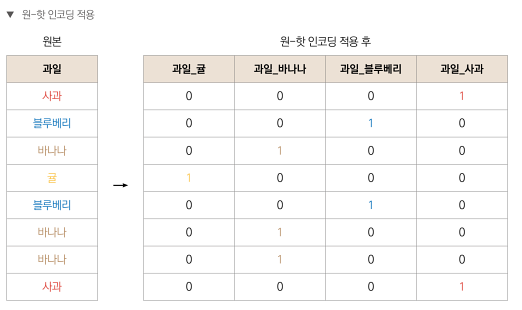 ▼ 원-핫 인코딩 적용
원본 원-핫 인코딩 적용 후
과일 과일_귤 과일_바나나 과일_블루베리 과일_사과
사과 0 0 0 1
블루베리 0 0 1 0
바나나 0 1 0 0
귤 → 1 0 0 0
블루베리 0 0 1 0
바나나 0 1 0 0
바나나 0 1 0 0
사과 0 0 0 1